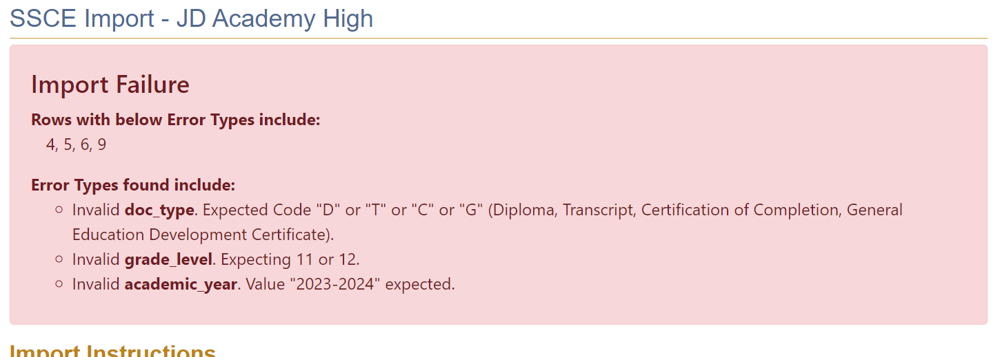 SSCE Import - JD Academy High
Import Failure
Rows with below Error Types include:
4, 5, 6, 9
Error Types found include:
Invalid doc_type. Expected Code "D" or "T" or "C" or "G" (Diploma, Transcript, Certification of Completion, General
Education Development Certificate).
Invalid grade_level. Expecting 11 or 12.
Invalid academic_year. Value "2023-2024" expected.
Import Instructions